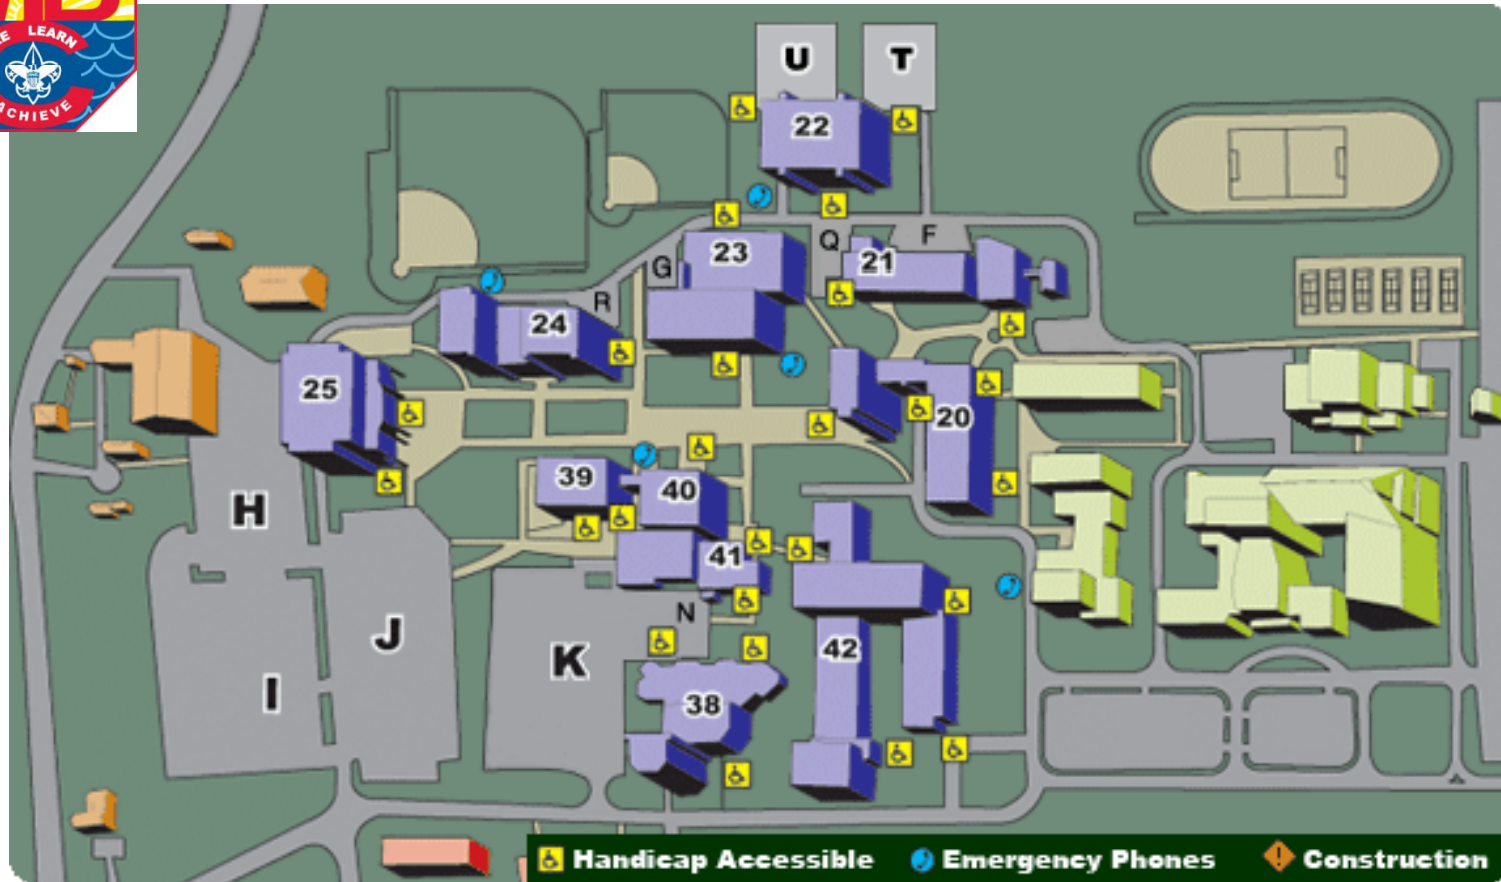 LEARN
ACHIEVE
U
T
22
23
Q
F
21
G
R
24
25
20
39
40
41
H
J
N
I
K
42
38
Handicap Accessible
Emergency Phones
Construction